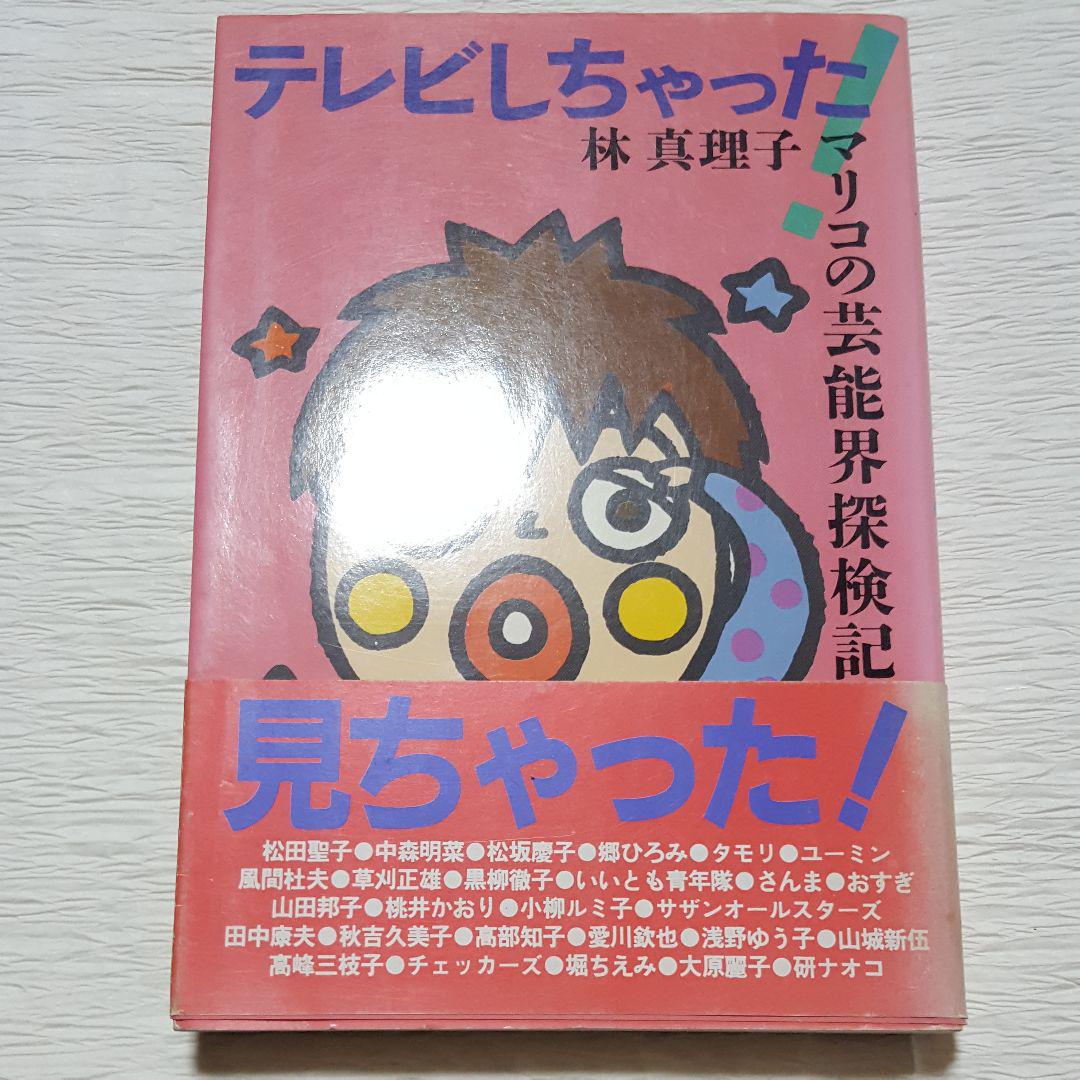 テレビしちゃった!
林 真理子
マリコの芸能界探検記
見ちゃった!
松田聖子●中森明菜●松坂慶子●郷ひろみ●タモリ●ユーミン
風間杜夫●草刈正雄●黒柳徹子●いいとも青年隊●さんま●おすぎ
山田邦子●桃井かおり●小柳ルミ子●サザンオールスターズ
田中康夫●秋吉久美子●高部知子●愛川欽也●浅野ゆう子●山城新伍
高峰三枝子●チェッカーズ●堀ちえみ●大原麗子●研ナオコ